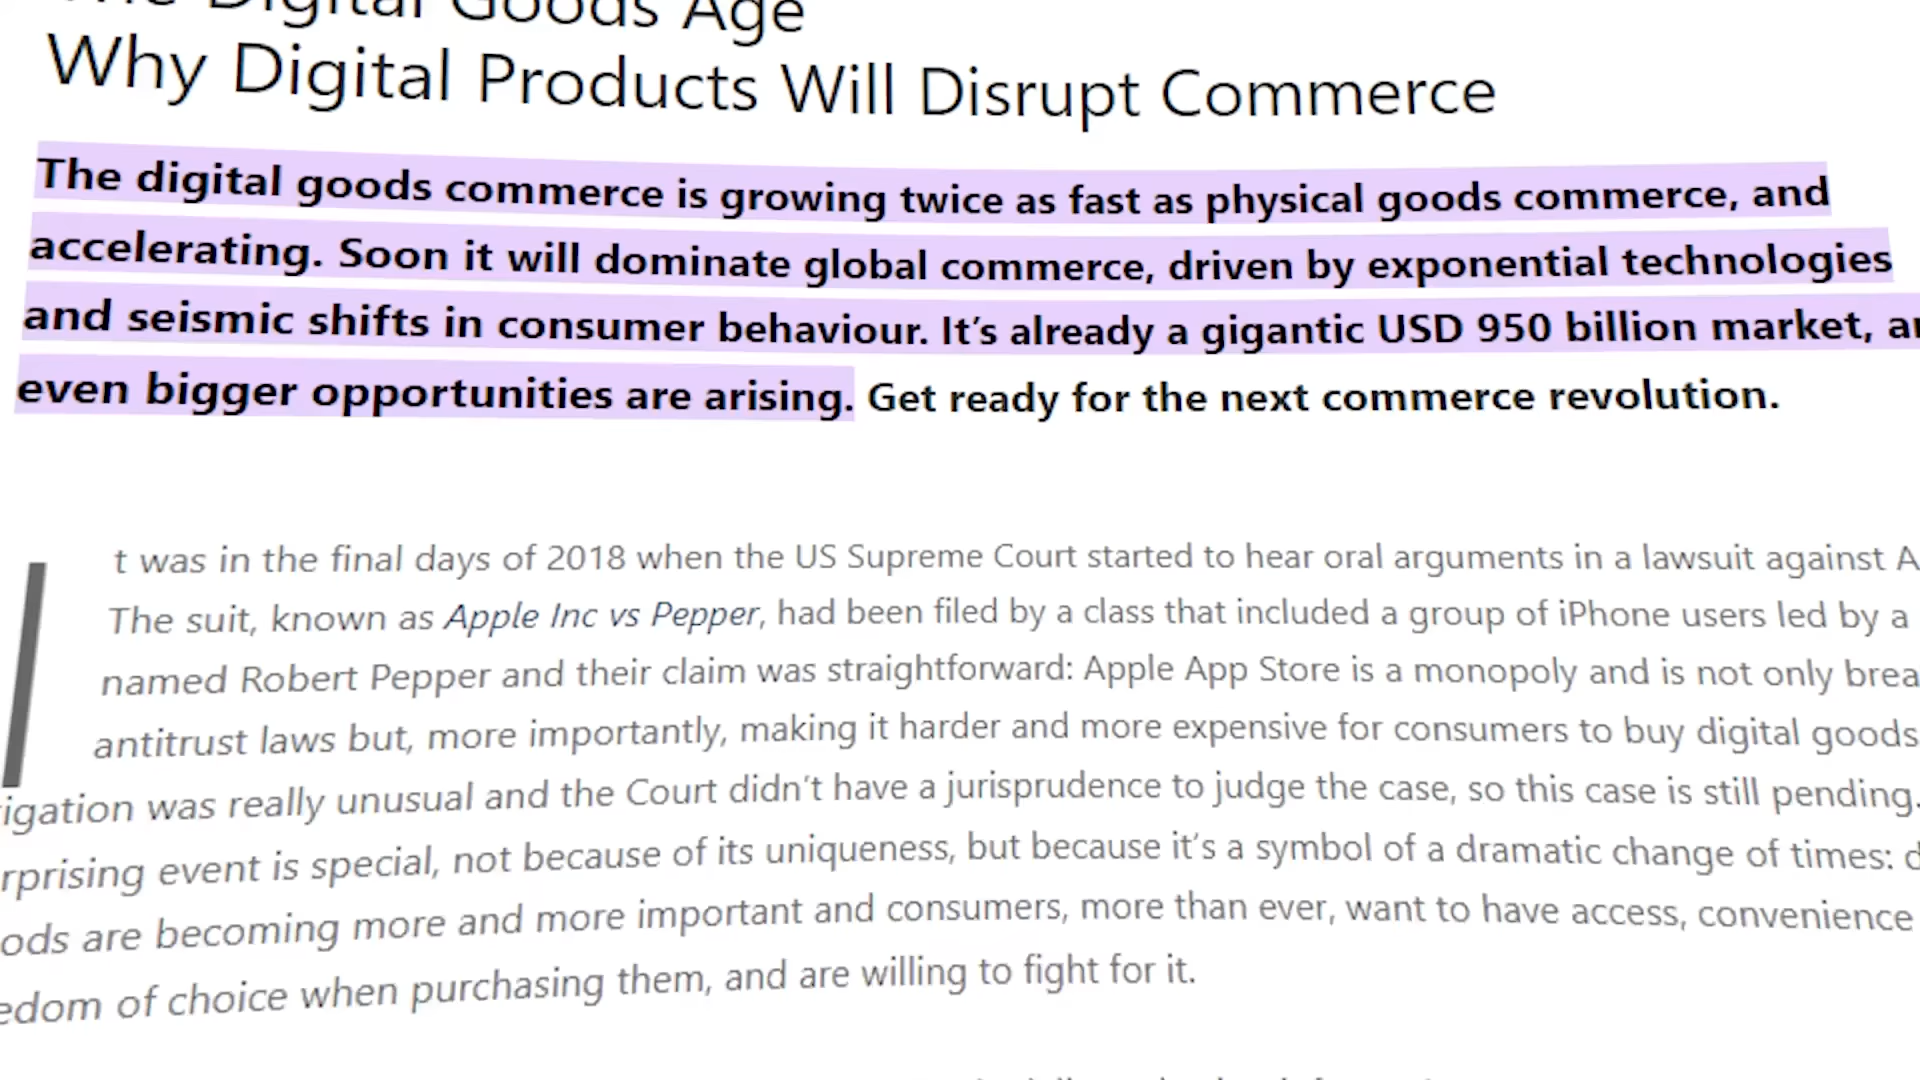 The Digital Goods Age
Why Digital Products Will Disrupt Commerce
The digital goods commerce is growing twice as fast as physical goods commerce, and
accelerating. Soon it will dominate global commerce, driven by exponential technologies
and seismic shifts in consumer behaviour. It’s already a gigantic USD 950 billion market,
even bigger opportunities are arising. Get ready for the next commerce revolution.
It was in the final days of 2018 when the US Supreme Court started to hear oral arguments in a lawsuit against
The suit, known as Apple Inc vs Pepper, had been filed by a class that included a group of iPhone users led by a
named Robert Pepper and their claim was straightforward: Apple App Store is a monopoly and is not only
antitrust laws but, more importantly, making it harder and more expensive for consumers to buy digital goods
was really unusual and the Court didn’t have a jurisprudence to judge the case, so this case is still pending.
event is special, not because of its uniqueness, but because it’s a symbol of a dramatic change of times:
are becoming more and more important and consumers, more than ever, want to have access, convenience
of choice when purchasing them, and are willing to fight for it.